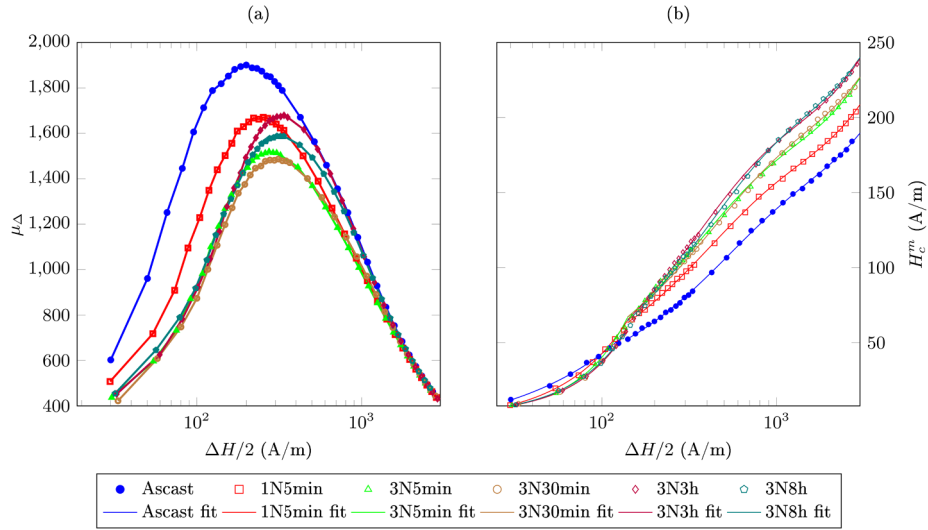 (a) (b)
2,000
1,800
1,600
1,400
1,200
1,000
800
600
400
μ_Δ
10^2 10^3
ΔH/2 (A/m)
250
200
150
100
50
H_c^m (A/m)
10^2 10^3
ΔH/2 (A/m)
Ascast 1N5min 3N5min 3N30min 3N3h 3N8h
Ascast fit 1N5min fit 3N5min fit 3N30min fit 3N3h fit 3N8h fit